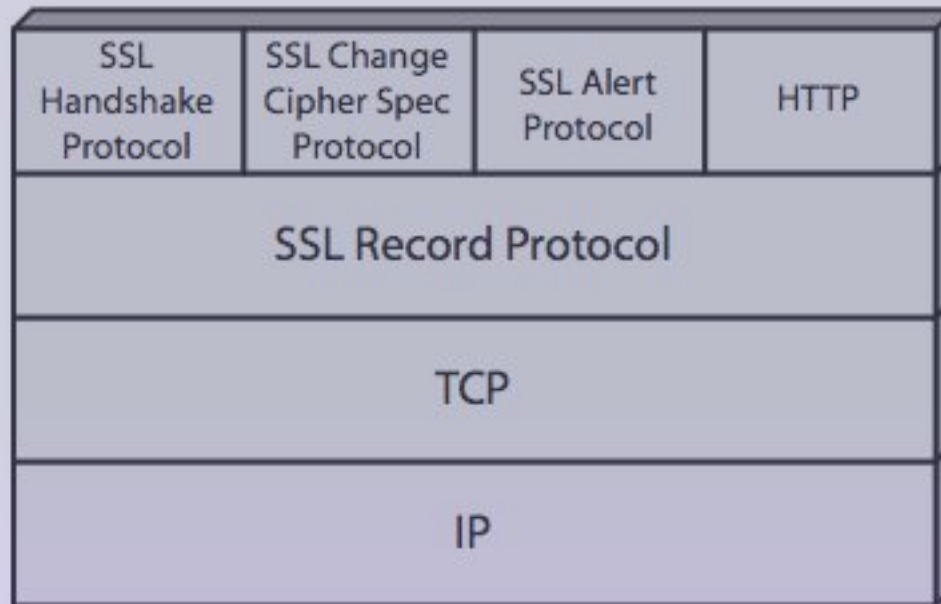 SSL
Handshake
Protocol
SSL Change
Cipher Spec
Protocol
SSL Alert
Protocol
HTTP
SSL Record Protocol
TCP
IP